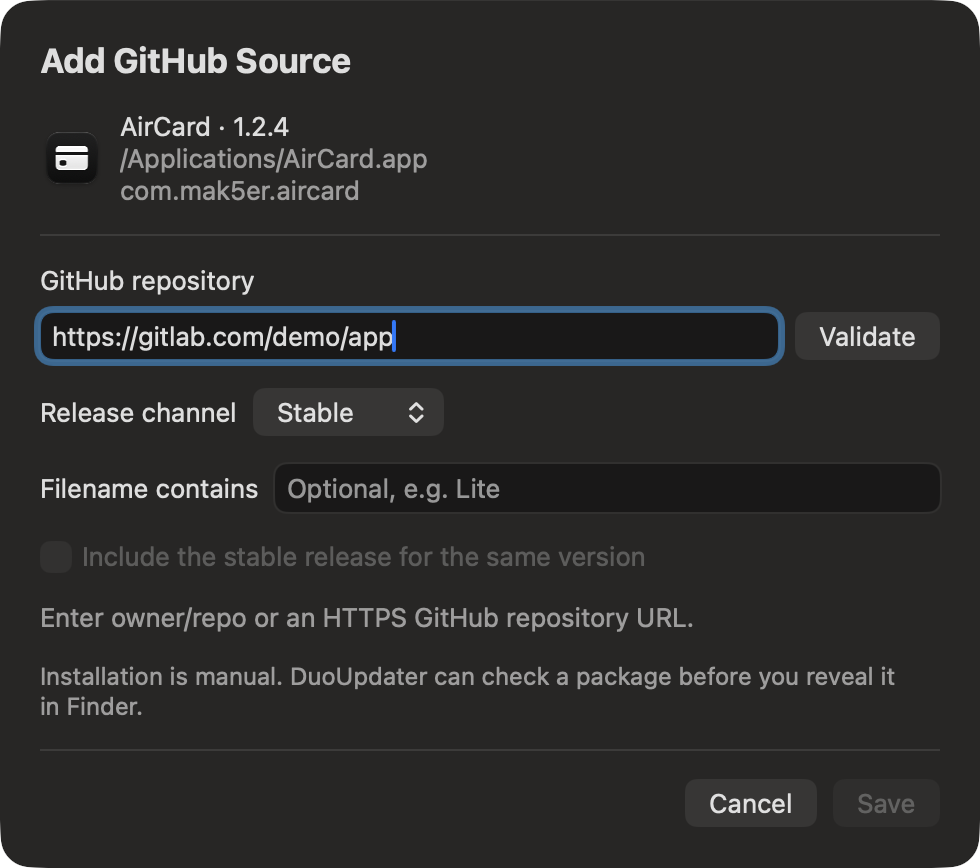 Add GitHub Source
AirCard · 1.2.4
/Applications/AirCard.app
com.mak5er.aircard
GitHub repository
https://gitlab.com/demo/app
Validate
Release channel
Stable
Filename contains
Optional, e.g. Lite
Include the stable release for the same version
Enter owner/repo or an HTTPS GitHub repository URL.
Installation is manual. DuoUpdater can check a package before you reveal it
in Finder.
Cancel
Save